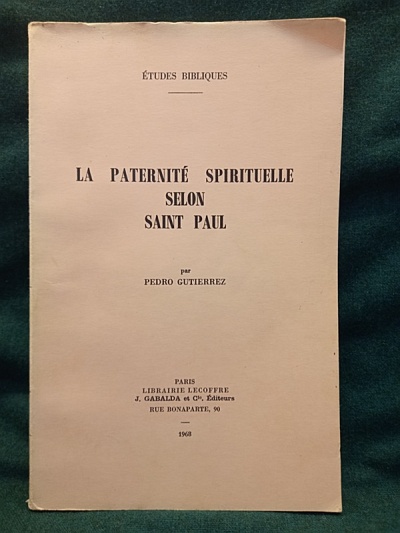 ÉTUDES BIBLIQUES
LA PATERNITÉ SPIRITUELLE
SELON
SAINT PAUL
par
PEDRO GUTIERREZ
PARIS
LIBRAIRIE LECOFFRE
J. GABALDA et Cie, Éditeurs
RUE BONAPARTE, 90
1968